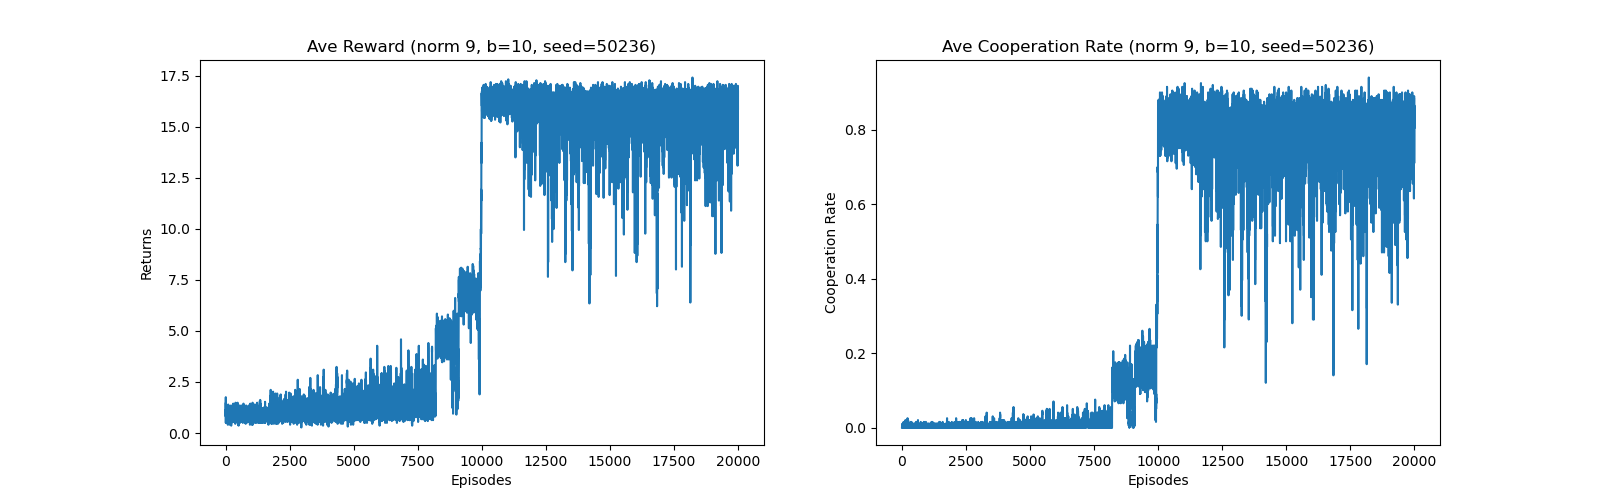 Ave Reward (norm 9, b=10, seed=50236)
17.5
15.0
12.5
10.0
7.5
5.0
2.5
0.0
Returns
0 2500 5000 7500 10000 12500 15000 17500 20000
Episodes
Ave Cooperation Rate (norm 9, b=10, seed=50236)
0.8
0.6
0.4
0.2
0.0
Cooperation Rate
0 2500 5000 7500 10000 12500 15000 17500 20000
Episodes